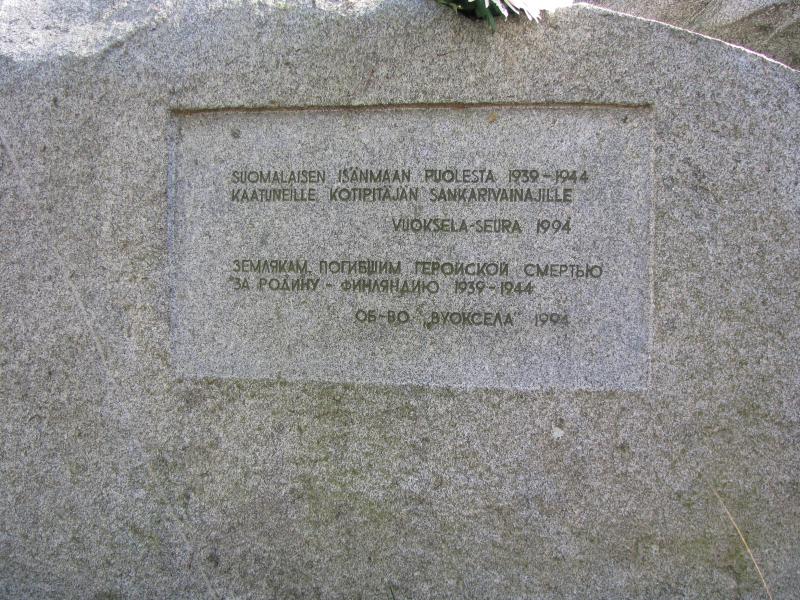 SUOMALAISEN ISÄNMAAN PUOLESTA 1939-1944
KAATUNEILLE KOTIPITÄJÄN SANKARIVAINAJILLE
VUOKSELA-SEURA 1994
ЗЕМЛЯКАМ, ПОГИБШИМ ГЕРОЙСКОЙ СМЕРТЬЮ
ЗА РОДИНУ - ФИНЛЯНДИЮ 1939-1944
ОБ-ВО „ВУОКСЕЛА" 1994